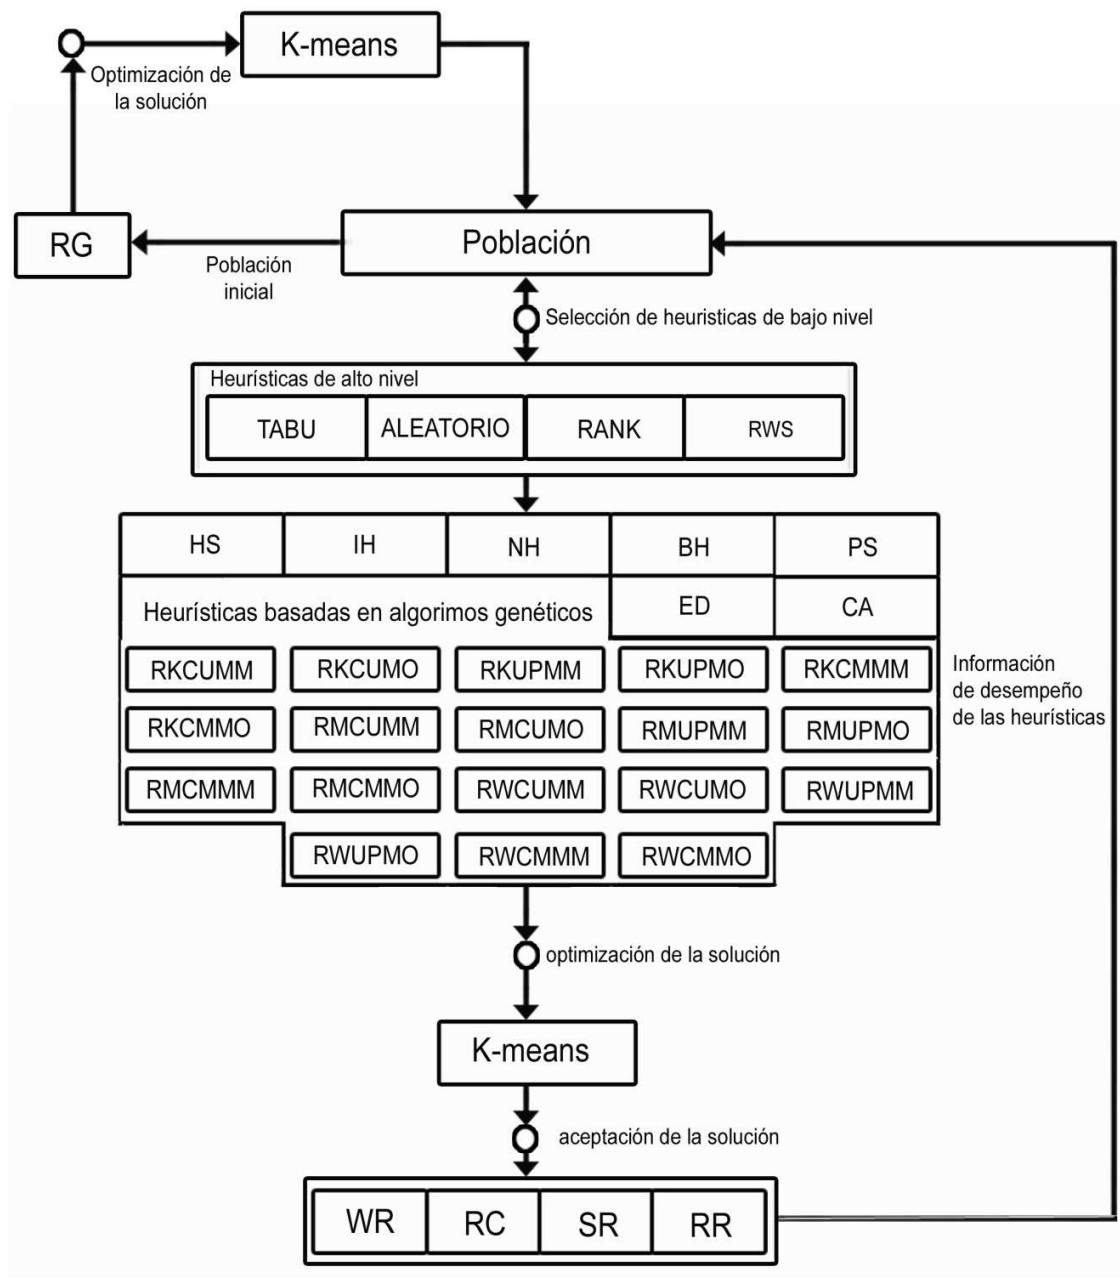 K-means
Optimización de
la solución
RG
Población
Población
inicial
Selección de heuristicas de bajo nivel
Heurísticas de alto nivel
TABU ALEATORIO RANK RWS
HS IH NH BH PS
Heurísticas basadas en algorimos genéticos ED CA
RKCUMM RKCUMO RKUPMM RKUPMO RKCMMM
RKCMMO RMCUMM RMCUMO RMUPMM RMUPMO
RMCMMM RMCMMO RWCUMM RWCUMO RWUPMM
RWUPMO RWCMMM RWCMMO
Información
de desempeño
de las heurísticas
optimización de la solución
K-means
aceptación de la solución
WR RC SR RR